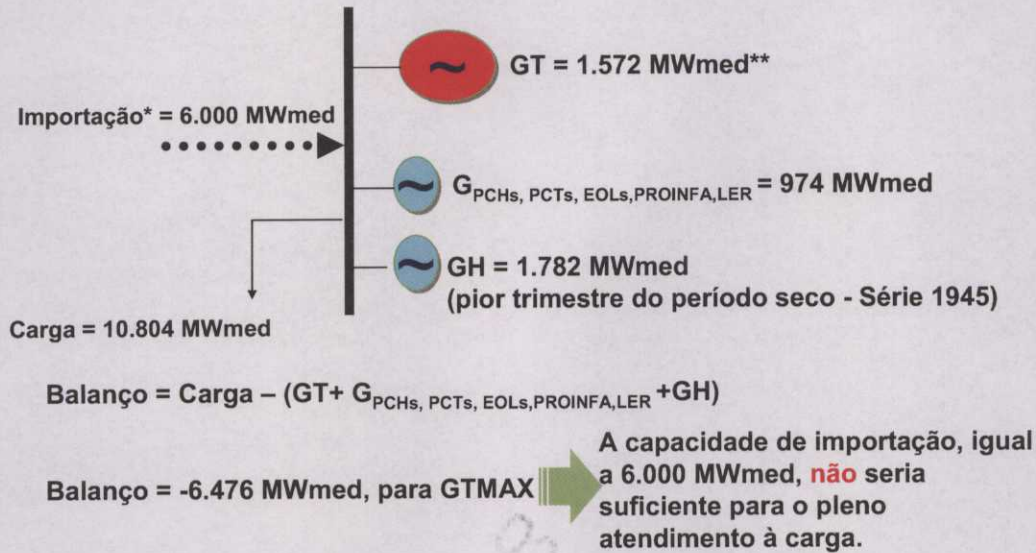 GT = 1.572 MWmed**
Importação* = 6.000 MWmed
G PCHs, PCTs, EOLs,PROINFA,LER = 974 MWmed
GH = 1.782 MWmed
(pior trimestre do período seco - Série 1945)
Carga = 10.804 MWmed
Balanço = Carga – (GT+ G PCHs, PCTs, EOLs,PROINFA,LER +GH)
Balanço = -6.476 MWmed, para GTMAX
A capacidade de importação, igual
a 6.000 MWmed, não seria
suficiente para o pleno
atendimento à carga.